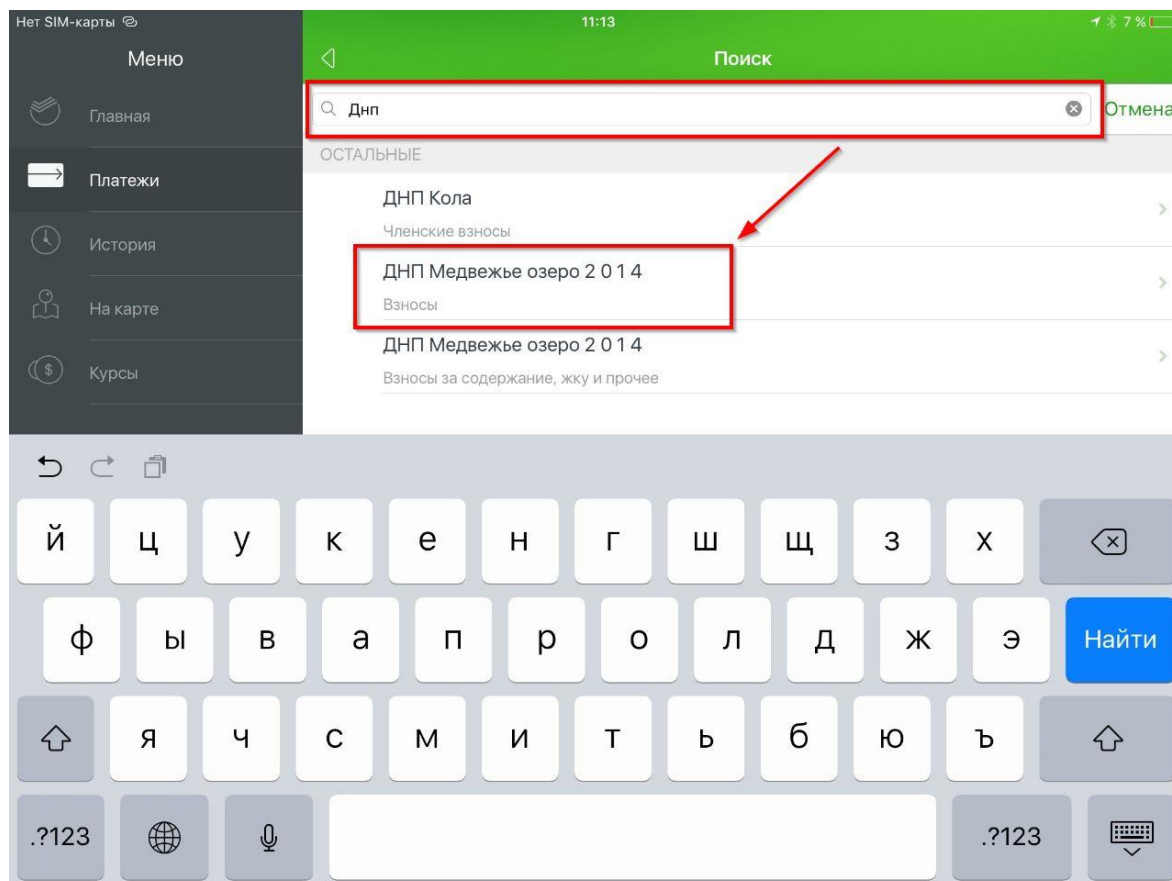 Нет SIM-карты 11:13 7 %
Меню
Поиск
Днп
Отмена
Главная
Платежи
История
На карте
Курсы
ОСТАЛЬНЫЕ
ДНП Кола
Членские взносы
ДНП Медвежье озеро 2 0 1 4
Взносы
ДНП Медвежье озеро 2 0 1 4
Взносы за содержание, жку и прочее
й ц у к е н г ш щ з х
ф ы в а п р о л д ж э Найти
я ч с м и т ь б ю ъ
.?123 .?123